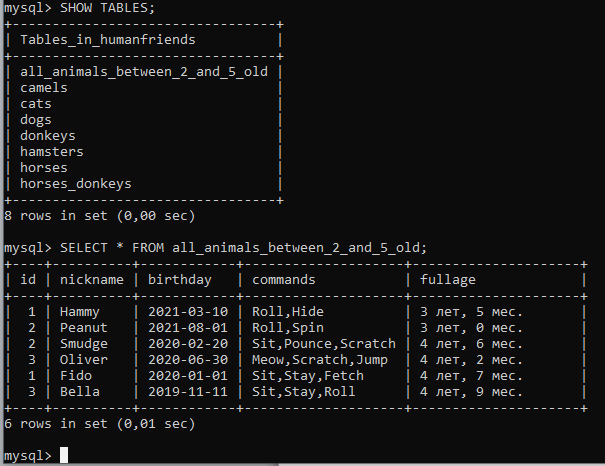 mysql> SHOW TABLES;
+--------------------------------+
| Tables_in_humanfriends         |
+--------------------------------+
| all_animals_between_2_and_5_old |
| camels                         |
| cats                           |
| dogs                           |
| donkeys                        |
| hamsters                       |
| horses                         |
| horses_donkeys                 |
+--------------------------------+
8 rows in set (0,00 sec)
mysql> SELECT * FROM all_animals_between_2_and_5_old;
+----+----------+------------+--------------------+---------------------+
| id | nickname | birthday   | commands           | fullage             |
+----+----------+------------+--------------------+---------------------+
|  1 | Hammy    | 2021-03-10 | Roll,Hide          | 3 лет, 5 мес.       |
|  2 | Peanut   | 2021-08-01 | Roll,Spin          | 3 лет, 0 мес.       |
|  2 | Smudge   | 2020-02-20 | Sit,Pounce,Scratch | 4 лет, 6 мес.       |
|  3 | Oliver   | 2020-06-30 | Meow,Scratch,Jump  | 4 лет, 2 мес.       |
|  1 | Fido     | 2020-01-01 | Sit,Stay,Fetch     | 4 лет, 7 мес.       |
|  3 | Bella    | 2019-11-11 | Sit,Stay,Roll      | 4 лет, 9 мес.       |
+----+----------+------------+--------------------+---------------------+
6 rows in set (0,01 sec)
mysql>